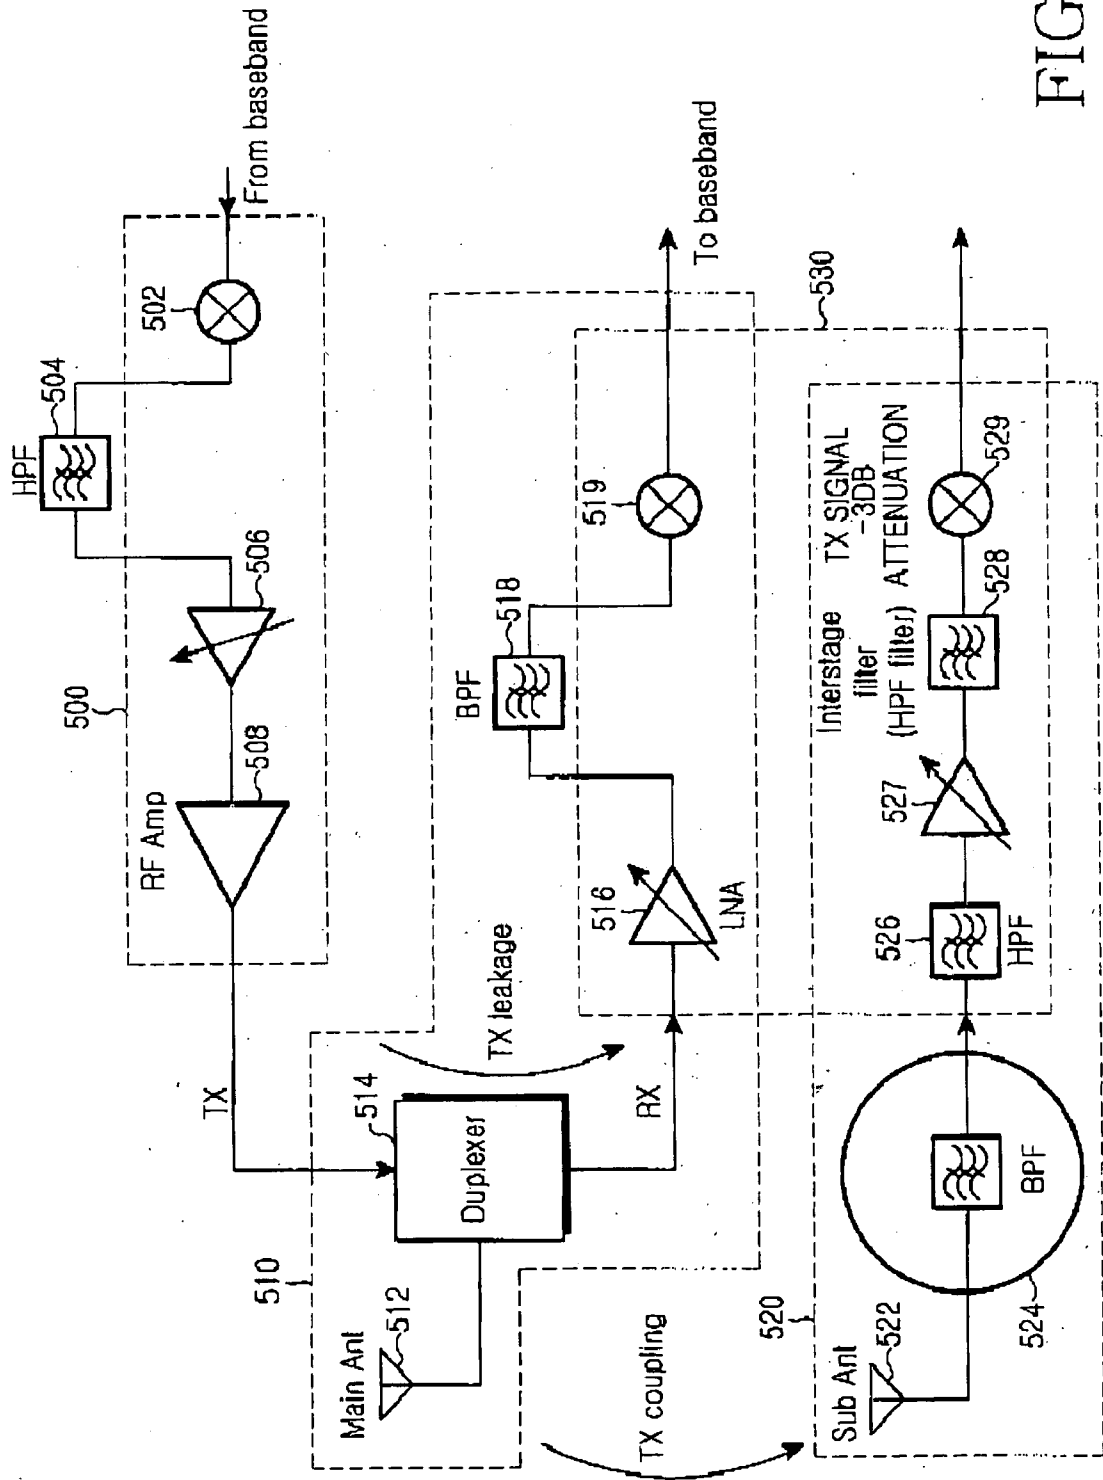 FIG
From baseband
502
HPF
504
506
500
508
RF Amp
TX
To baseband
530
519
BPF
518
516
LNA
TX leakage
RX
514
Duplexer
510
Main Ant
512
TX coupling
TX SIGNAL
-3DB
ATTENUATION
529
Interstage
filter
(HPF filter)
528
527
526
HPF
BPF
524
520
Sub Ant
522